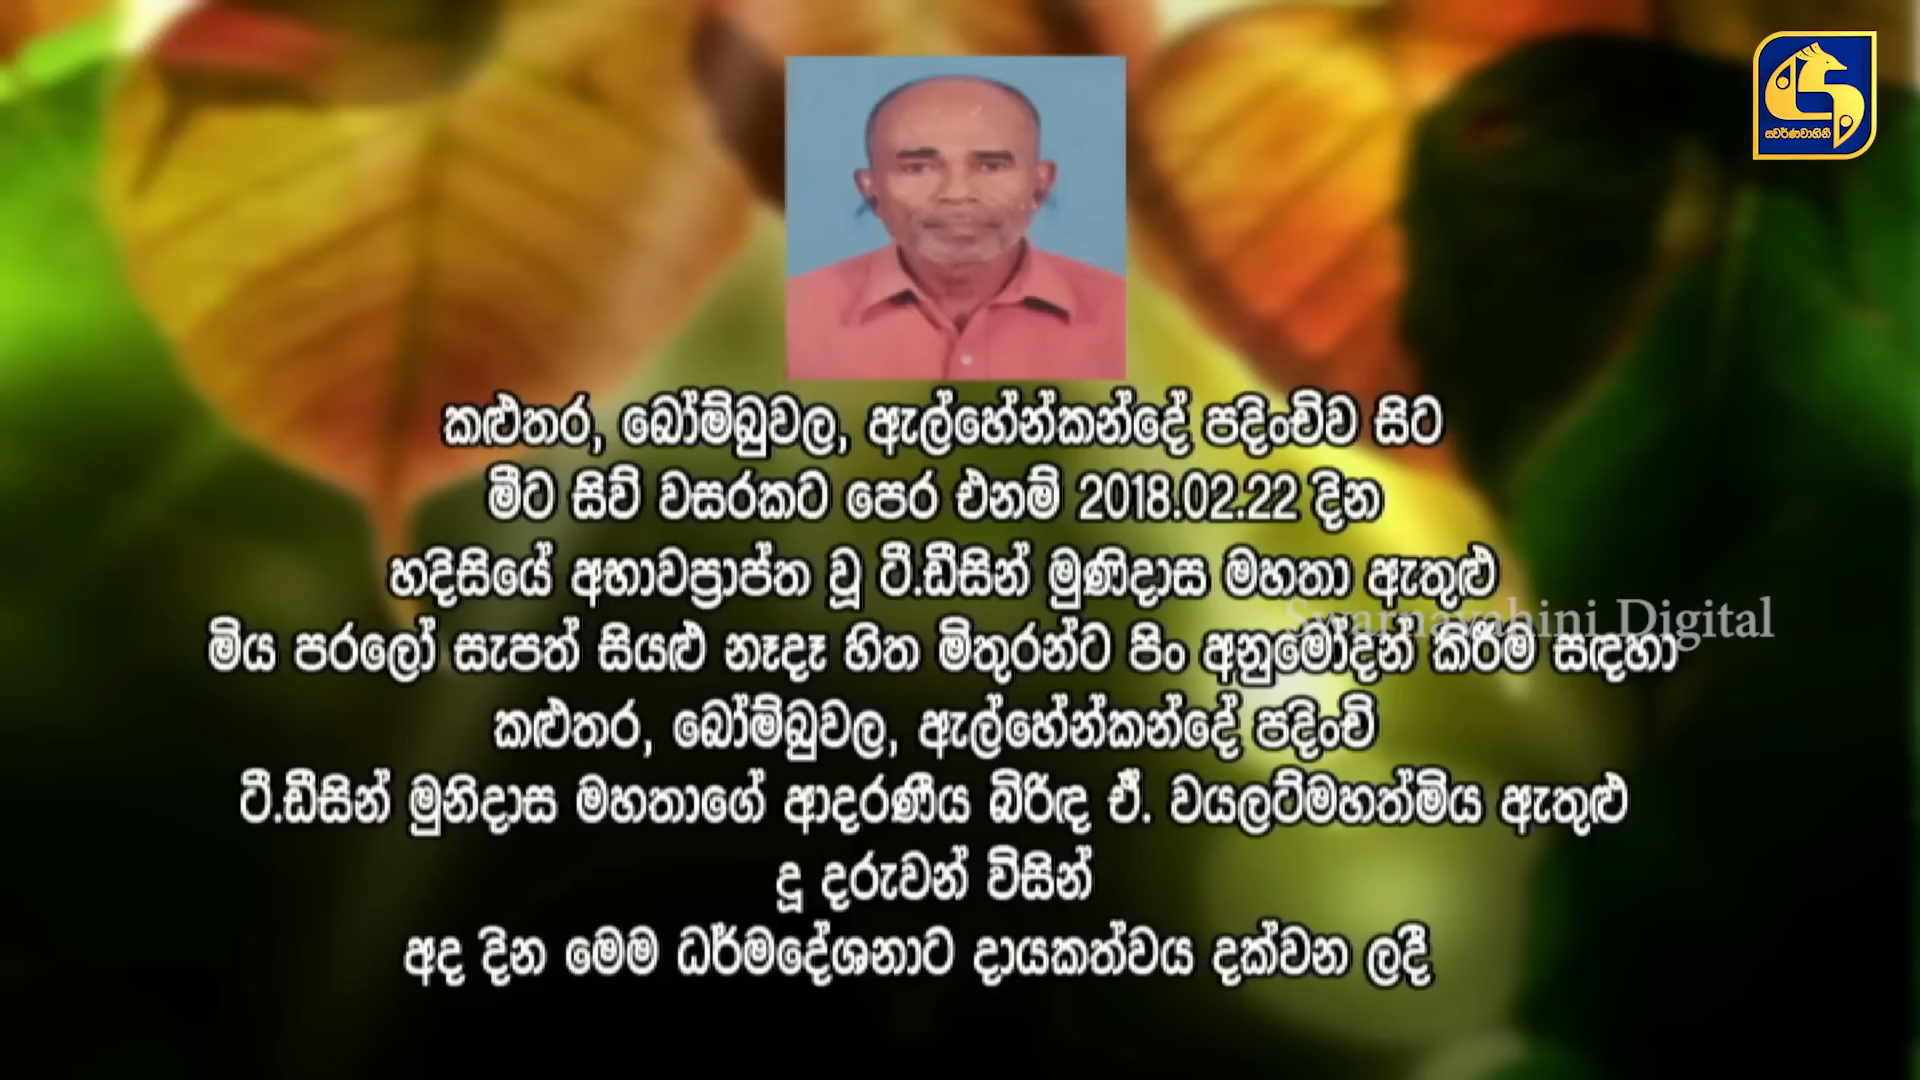 ස්වර්ණවාහිනී
කළුතර, බෝම්බුවල, ඇල්හේන්කන්දේ පදිංචිව සිට
මීට සිව් වසරකට පෙර එනම් 2018.02.22 දින
හදිසියේ අභාවප්‍රාප්ත වූ ටී.ඩීසින් මුණිදාස මහතා ඇතුළු
Swarnavahini Digital
මිය පරලෝ සැපත් සියළු නෑදෑ හිත මිතුරන්ට පිං අනුමෝදන් කිරීම සඳහා
කළුතර, බෝම්බුවල, ඇල්හේන්කන්දේ පදිංචි
ටී.ඩීසින් මුනිදාස මහතාගේ ආදරණීය බිරිඳ ඒ. වයලට්මහත්මිය ඇතුළු
දූ දරුවන් විසින්
අද දින මෙම ධර්මදේශනාට දායකත්වය දක්වන ලදී